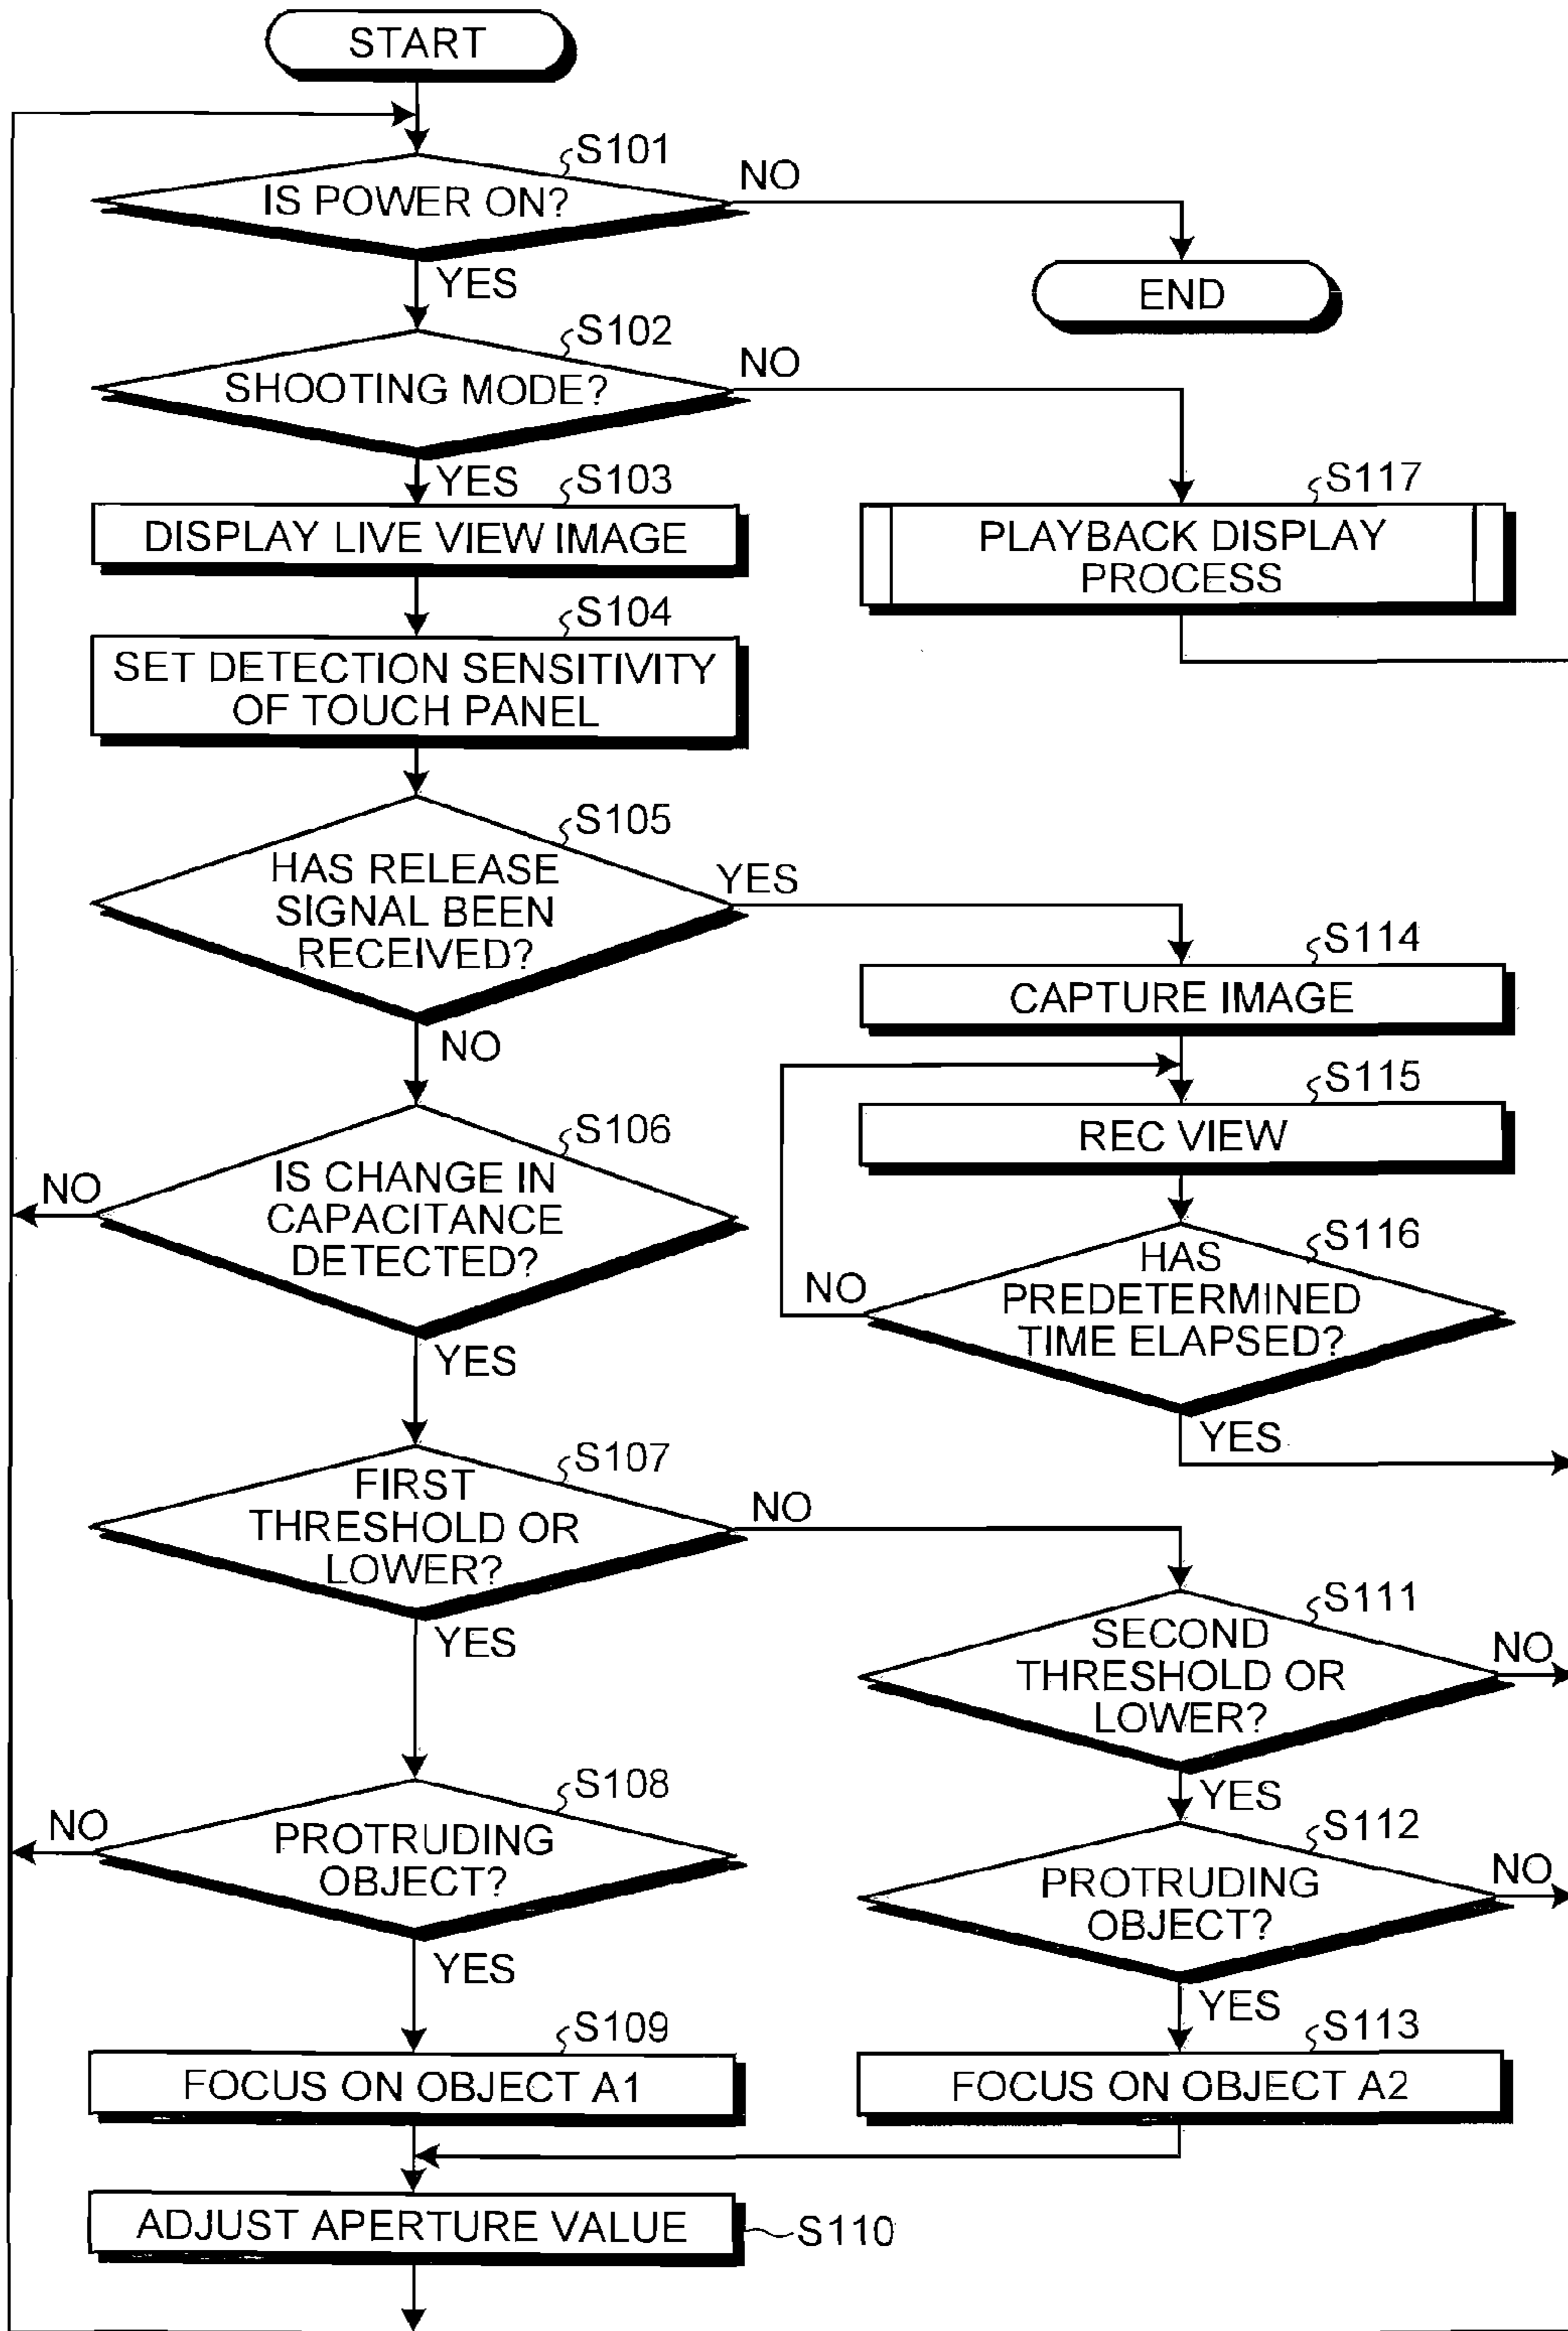 START
S101
IS POWER ON?
NO
YES
END
S102
SHOOTING MODE?
NO
YES
S103
DISPLAY LIVE VIEW IMAGE
S117
PLAYBACK DISPLAY
PROCESS
S104
SET DETECTION SENSITIVITY
OF TOUCH PANEL
S105
HAS RELEASE
SIGNAL BEEN
RECEIVED?
YES
NO
S114
CAPTURE IMAGE
S115
REC VIEW
S106
IS CHANGE IN
CAPACITANCE
DETECTED?
NO
YES
S116
HAS
PREDETERMINED
TIME ELAPSED?
NO
YES
S107
FIRST
THRESHOLD OR
LOWER?
NO
YES
S111
SECOND
THRESHOLD OR
LOWER?
NO
YES
S108
PROTRUDING
OBJECT?
NO
YES
S112
PROTRUDING
OBJECT?
NO
YES
S109
FOCUS ON OBJECT A1
S113
FOCUS ON OBJECT A2
ADJUST APERTURE VALUE
S110